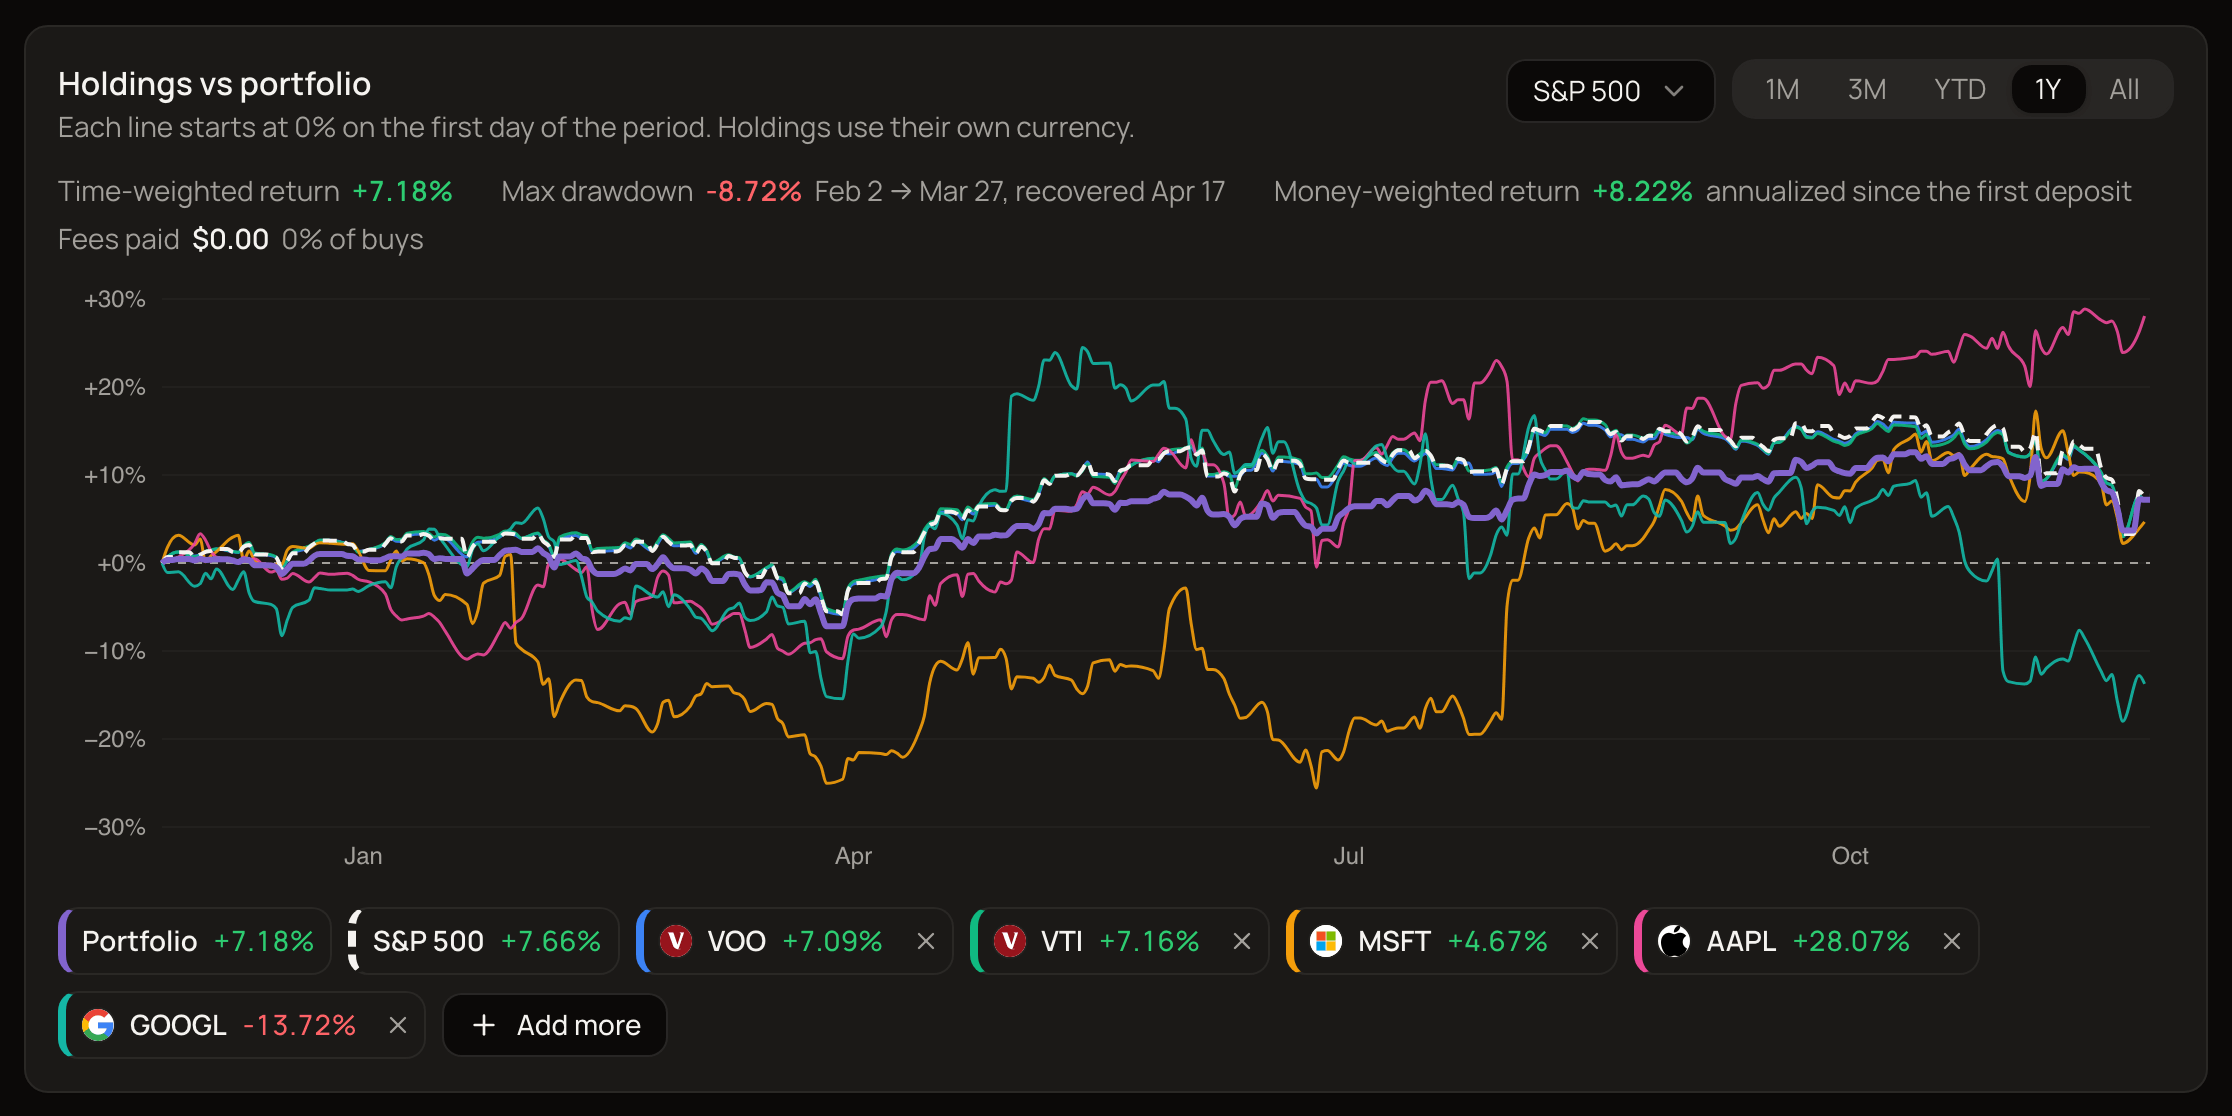 Holdings vs portfolio
Each line starts at 0% on the first day of the period. Holdings use their own currency.
S&P 500
1M 3M YTD 1Y All
Time-weighted return +7.18% Max drawdown -8.72% Feb 2 → Mar 27, recovered Apr 17 Money-weighted return +8.22% annualized since the first deposit
Fees paid $0.00 0% of buys
+30%
+20%
+10%
+0%
−10%
−20%
−30%
Jan Apr Jul Oct
Portfolio +7.18% S&P 500 +7.66% V VOO +7.09% × V VTI +7.16% × MSFT +4.67% × AAPL +28.07% ×
G GOOGL -13.72% × + Add more